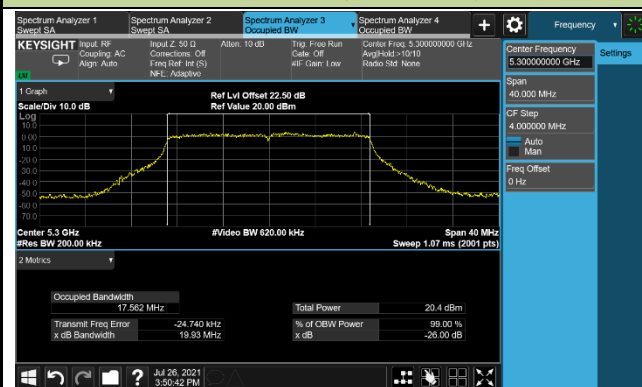 Spectrum Analyzer 1
Swept SA
Spectrum Analyzer 2
Swept SA
Spectrum Analyzer 3
Occupied BW
Spectrum Analyzer 4
Occupied BW
+
Frequency
KEYSIGHT
Input: RF
Coupling: AC
Align: Auto
Input Z: 50 Ω
Corrections: Off
Freq Ref: Int (S)
NFE: Adaptive
Atten: 10 dB
Trig: Free Run
Gate: Off
#IF Gain: Low
Center Freq: 5.300000000 GHz
Avg|Hold:>10/10
Radio Std: None
LXI
Center Frequency
5.300000000 GHz
Settings
Span
40.000 MHz
CF Step
4.000000 MHz
Auto
Man
Freq Offset
0 Hz
1 Graph
Scale/Div 10.0 dB
Ref Lvl Offset 22.50 dB
Ref Value 20.00 dBm
Log
10.0
0.00
-10.0
-20.0
-30.0
-40.0
-50.0
-60.0
-70.0
Center 5.3 GHz
#Res BW 200.00 kHz
#Video BW 620.00 kHz
Span 40 MHz
Sweep 1.07 ms (2001 pts)
2 Metrics
Occupied Bandwidth
17.562 MHz
Total Power
20.4 dBm
Transmit Freq Error
-24.740 kHz
% of OBW Power
99.00 %
x dB Bandwidth
19.93 MHz
x dB
-26.00 dB
?
Jul 26, 2021
3:50:42 PM